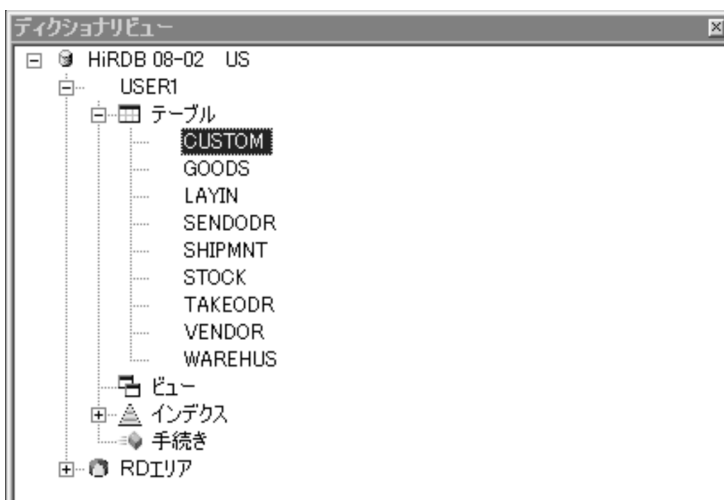 ディクショナリビュー
HiRDB 08-02 US
USER1
テーブル
CUSTOM
GOODS
LAYIN
SENDODR
SHIPMNT
STOCK
TAKEODR
VENDOR
WAREHUS
ビュー
インデクス
手続き
RDエリア